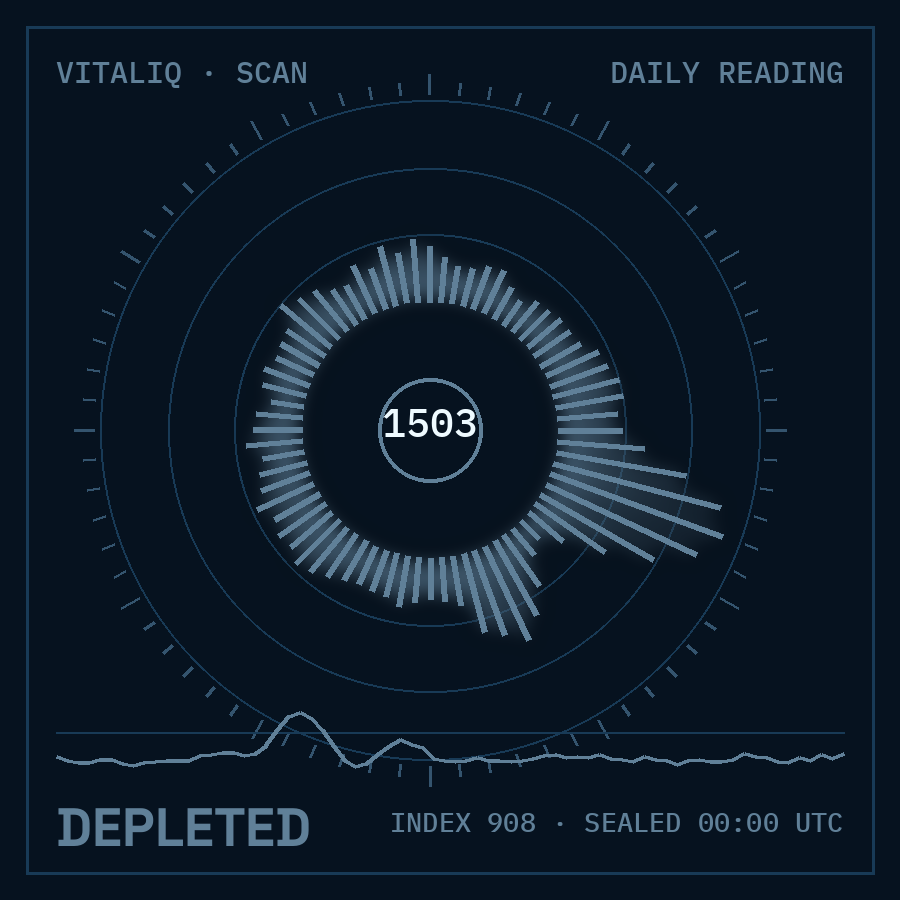 VITALIQ · SCAN
DAILY READING
1503
DEPLETED
INDEX 908 · SEALED 00:00 UTC